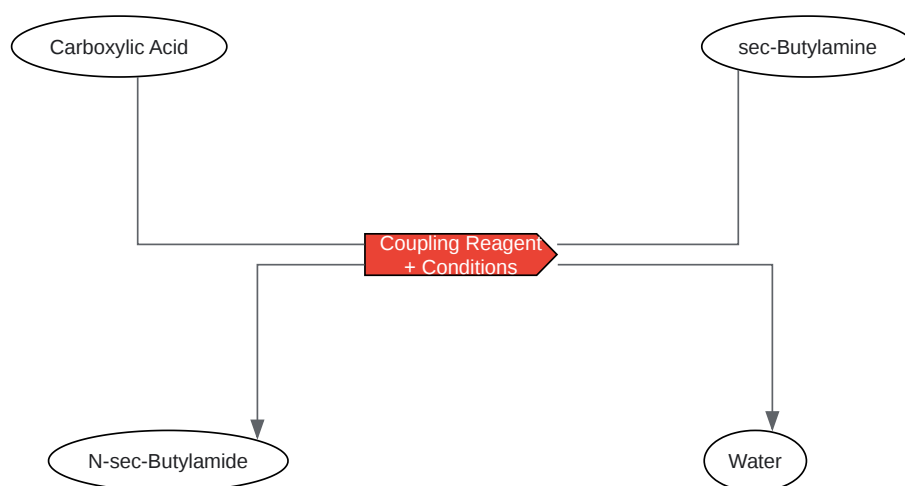 Carboxylic Acid
sec-Butylamine
Coupling Reagent
+ Conditions
N-sec-Butylamide
Water